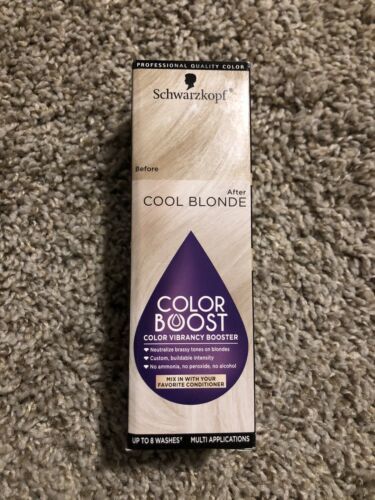 PROFESSIONAL QUALITY COLOR
Schwarzkopf®
Before
After
COOL BLONDE
COLOR
BOOST
COLOR VIBRANCY BOOSTER
Neutralize brassy tones on blondes
Custom, buildable intensity
No ammonia, no peroxide, no alcohol
MIX IN WITH YOUR
FAVORITE CONDITIONER
UP TO 8 WASHES† MULTI APPLICATIONS